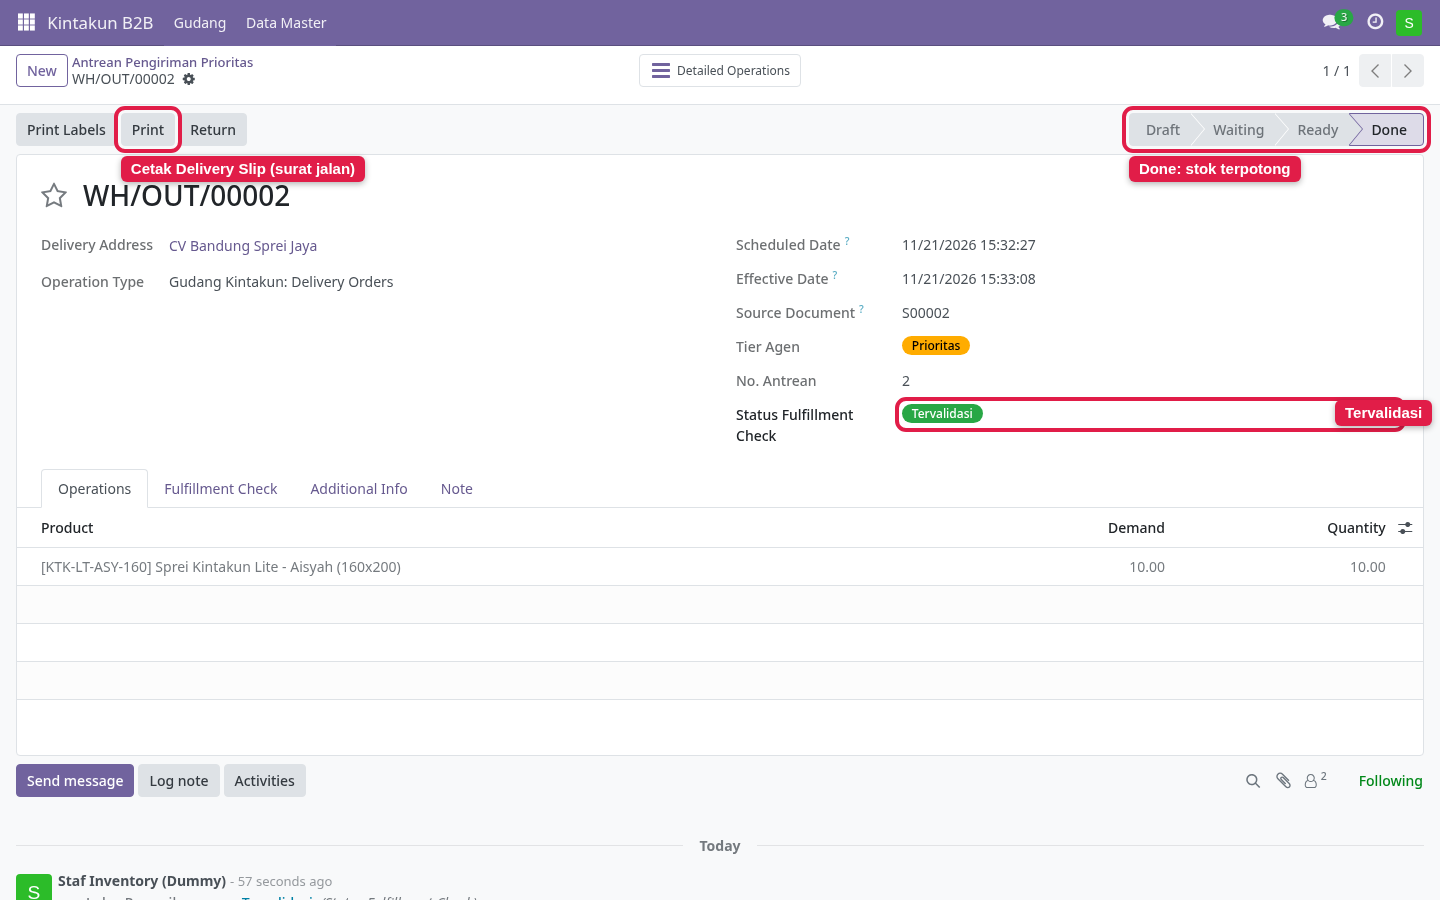 Kintakun B2B Gudang Data Master 3 S
New Antrean Pengiriman Prioritas
WH/OUT/00002
Detailed Operations
1 / 1
Print Labels Print Return
Draft Waiting Ready Done
Cetak Delivery Slip (surat jalan)
Done: stok terpotong
WH/OUT/00002
Delivery Address CV Bandung Sprei Jaya
Operation Type Gudang Kintakun: Delivery Orders
Scheduled Date ? 11/21/2026 15:32:27
Effective Date ? 11/21/2026 15:33:08
Source Document ? S00002
Tier Agen Prioritas
No. Antrean 2
Status Fulfillment Check Tervalidasi
Tervalidasi
Operations Fulfillment Check Additional Info Note
Product Demand Quantity
[KTK-LT-ASY-160] Sprei Kintakun Lite - Aisyah (160x200) 10.00 10.00
Send message Log note Activities
2 Following
Today
S Staf Inventory (Dummy) - 57 seconds ago